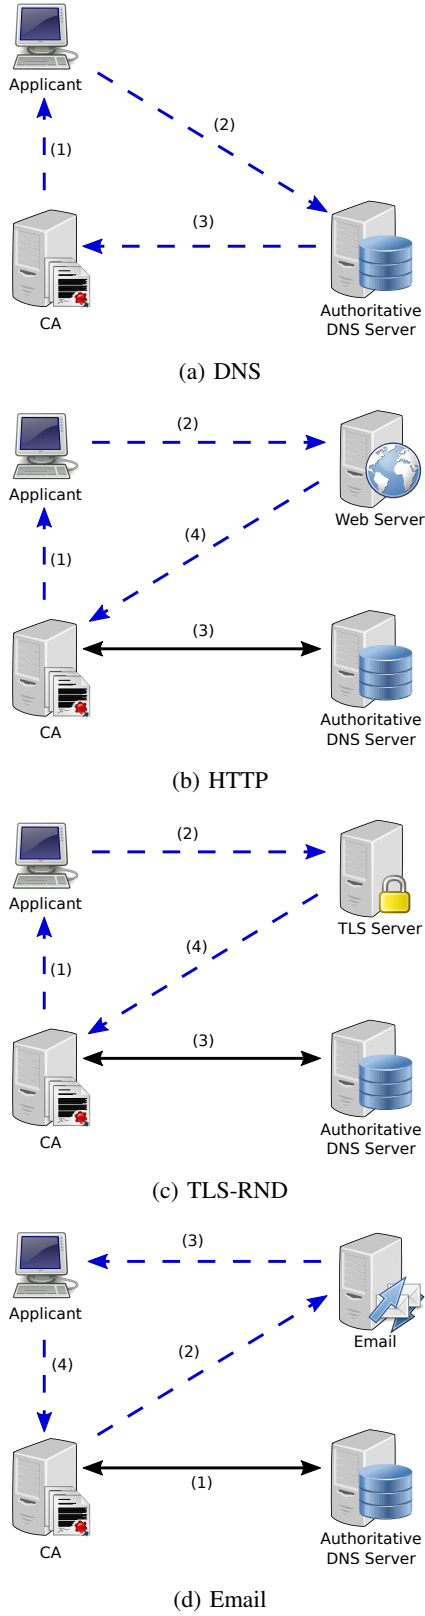 Applicant
(1)
(2)
(3)
CA
Authoritative
DNS Server
(a) DNS
(2)
Applicant
Web Server
(1)
(4)
(3)
CA
Authoritative
DNS Server
(b) HTTP
(2)
Applicant
TLS Server
(1)
(4)
(3)
CA
Authoritative
DNS Server
(c) TLS-RND
(3)
Applicant
Email
(4)
(2)
(1)
CA
Authoritative
DNS Server
(d) Email